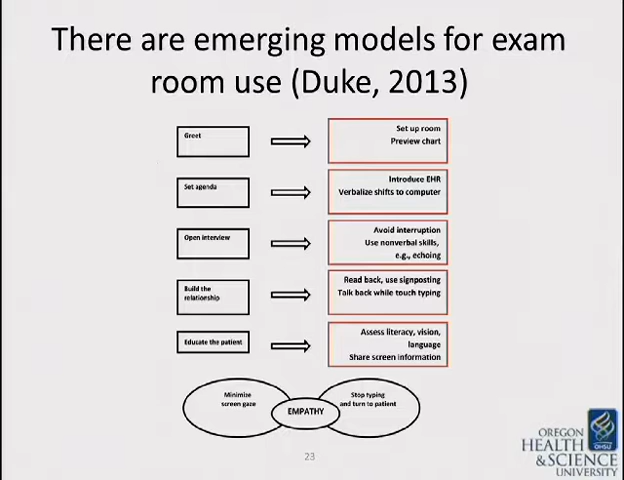 There are emerging models for exam
room use (Duke, 2013)
Greet
Set up room
Preview chart
Set agenda
Introduce EHR
Verbalize shifts to computer
Open interview
Avoid interruption
Use nonverbal skills,
e.g., echoing
Build the
relationship
Read back, use signposting
Talk back while touch typing
Educate the patient
Assess literacy, vision,
language
Share screen information
Minimize
screen gaze
EMPATHY
Stop typing
and turn to patient
23
OREGON
HEALTH
&SCIENCE
UNIVERSITY
OHSU